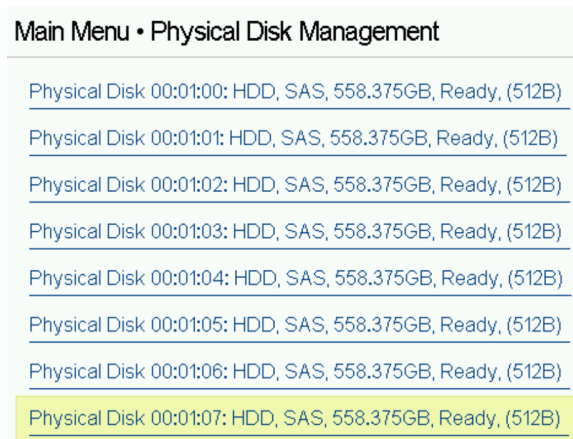 Main Menu • Physical Disk Management
Physical Disk 00:01:00: HDD, SAS, 558.375GB, Ready, (512B)
Physical Disk 00:01:01: HDD, SAS, 558.375GB, Ready, (512B)
Physical Disk 00:01:02: HDD, SAS, 558.375GB, Ready, (512B)
Physical Disk 00:01:03: HDD, SAS, 558.375GB, Ready, (512B)
Physical Disk 00:01:04: HDD, SAS, 558.375GB, Ready, (512B)
Physical Disk 00:01:05: HDD, SAS, 558.375GB, Ready, (512B)
Physical Disk 00:01:06: HDD, SAS, 558.375GB, Ready, (512B)
Physical Disk 00:01:07: HDD, SAS, 558.375GB, Ready, (512B)